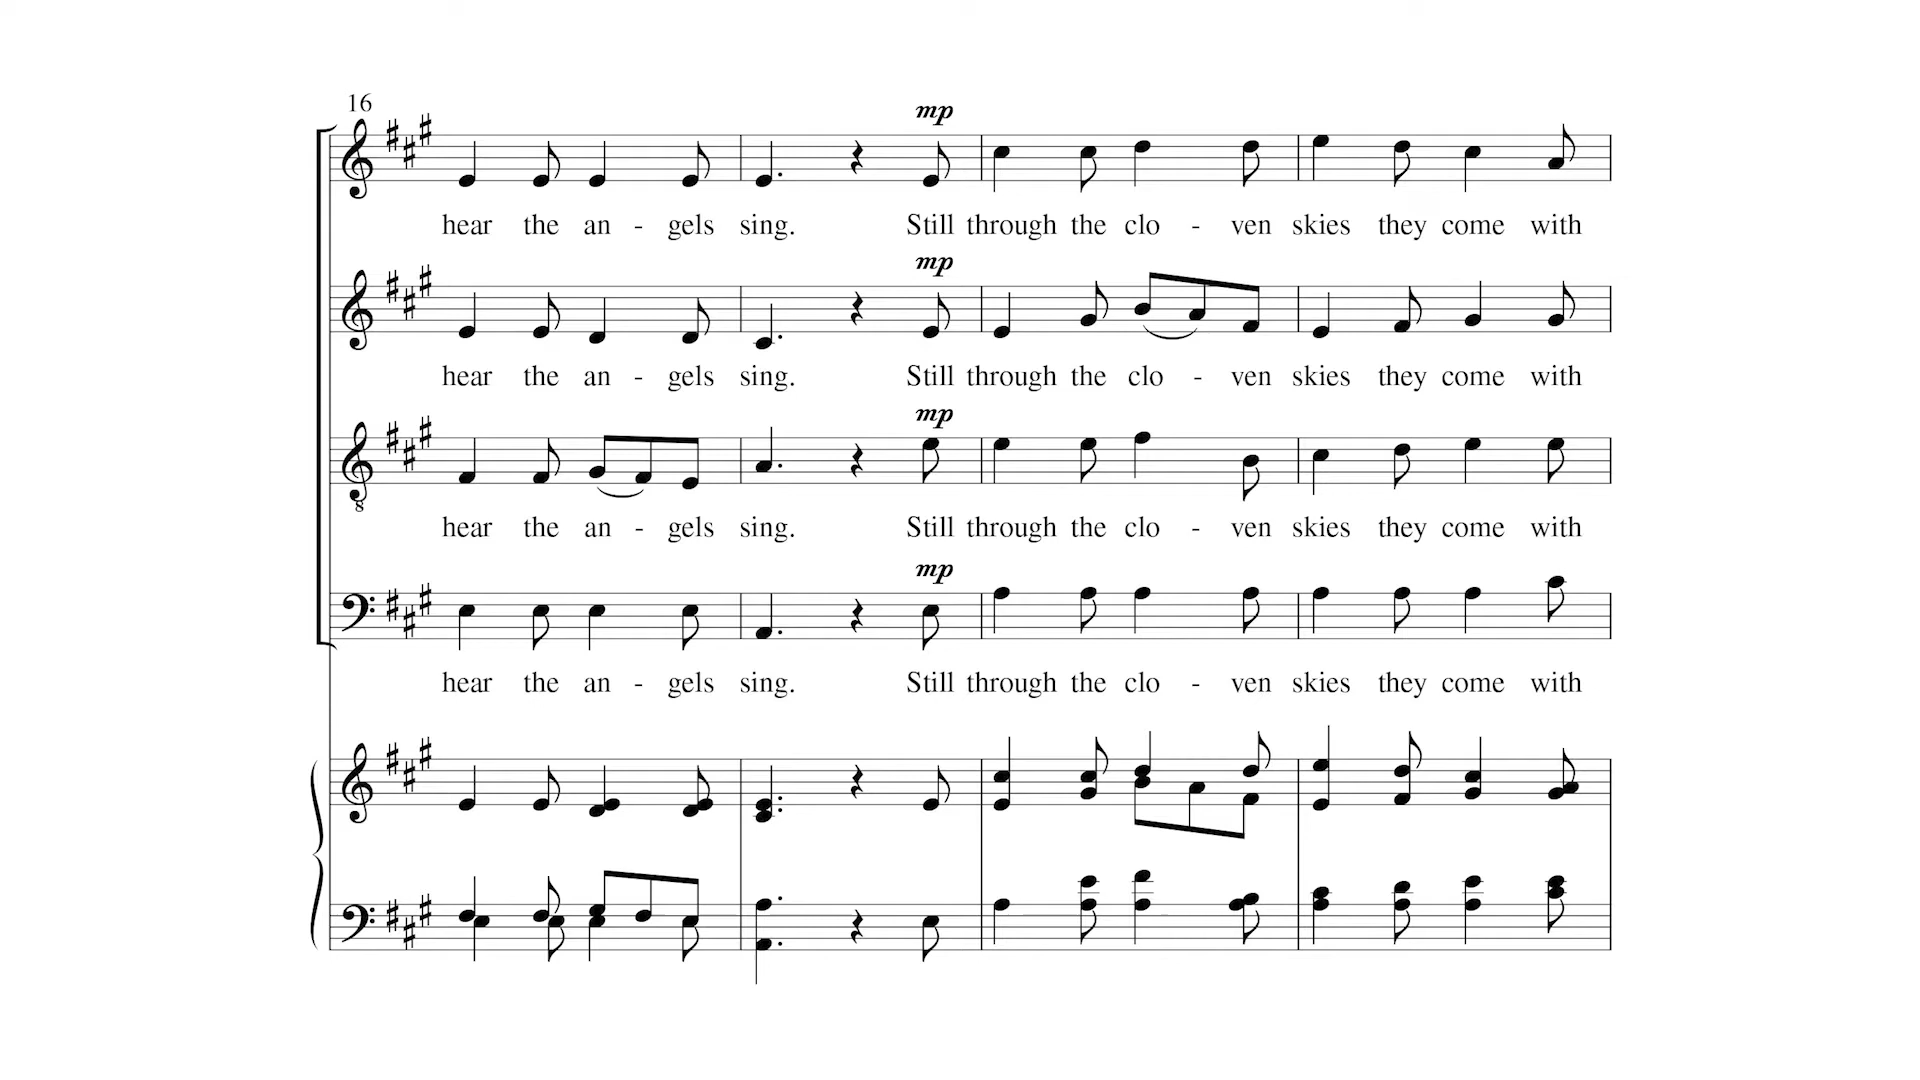 16
mp
hear the an - gels sing. Still through the clo - ven skies they come with
mp
hear the an - gels sing. Still through the clo - ven skies they come with
mp
8
hear the an - gels sing. Still through the clo - ven skies they come with
mp
hear the an - gels sing. Still through the clo - ven skies they come with